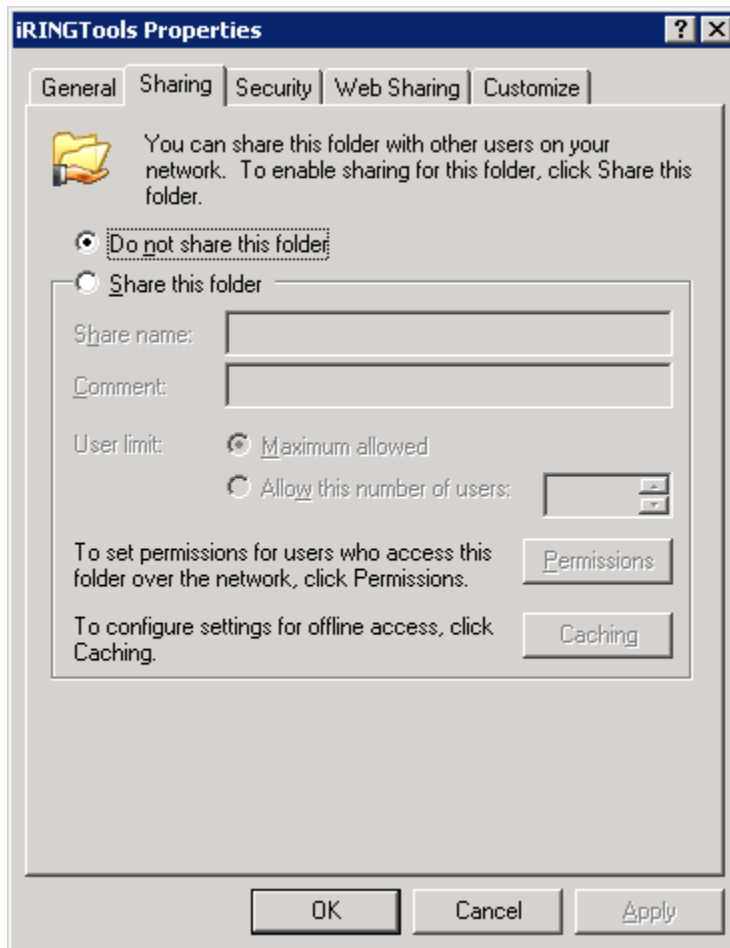 iRINGTools Properties
General Sharing Security Web Sharing Customize
You can share this folder with other users on your
network. To enable sharing for this folder, click Share this
folder.
Do not share this folder
Share this folder
Share name:
Comment:
User limit: Maximum allowed
Allow this number of users:
To set permissions for users who access this
folder over the network, click Permissions.
Permissions
To configure settings for offline access, click
Caching.
Caching
OK Cancel Apply